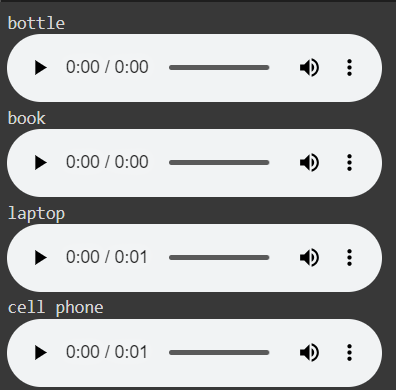 bottle
0:00 / 0:00
book
0:00 / 0:00
laptop
0:00 / 0:01
cell phone
0:00 / 0:01